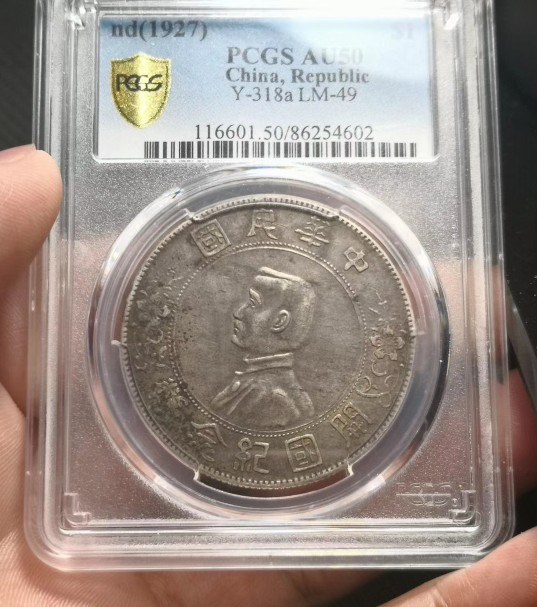 nd(1927) $1
PCGS AU50
China, Republic
Y-318a LM-49
116601.50/86254602
PCGS
中華民國
開國紀念